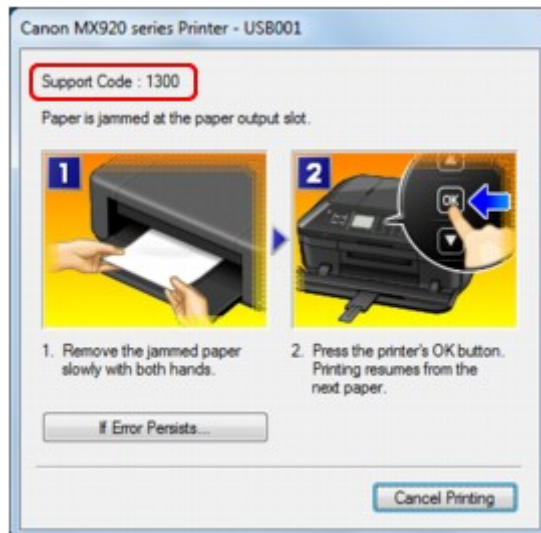 Canon MX920 series Printer - USB001
Support Code : 1300
Paper is jammed at the paper output slot.
1
2
OK
1. Remove the jammed paper
slowly with both hands.
2. Press the printer's OK button.
Printing resumes from the
next paper.
If Error Persists...
Cancel Printing